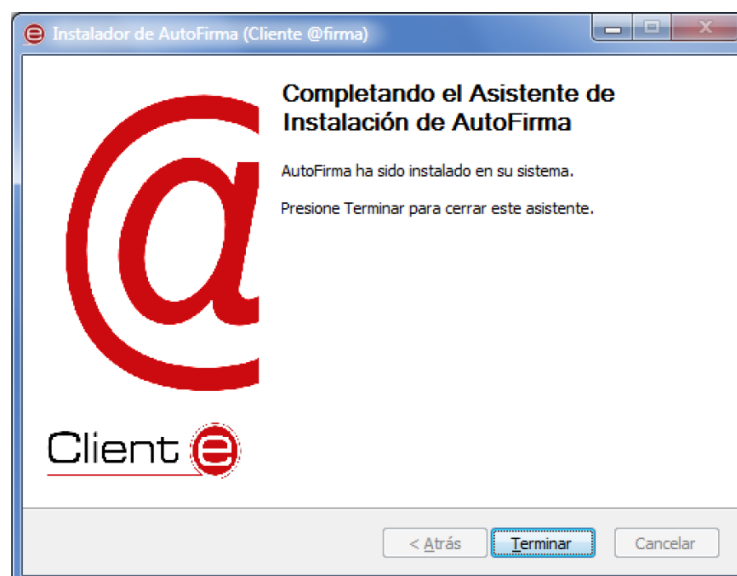 Instalador de AutoFirma (Cliente @firma)
Completando el Asistente de
Instalación de AutoFirma
AutoFirma ha sido instalado en su sistema.
Presione Terminar para cerrar este asistente.
@
Client e
< Atrás
Terminar
Cancelar